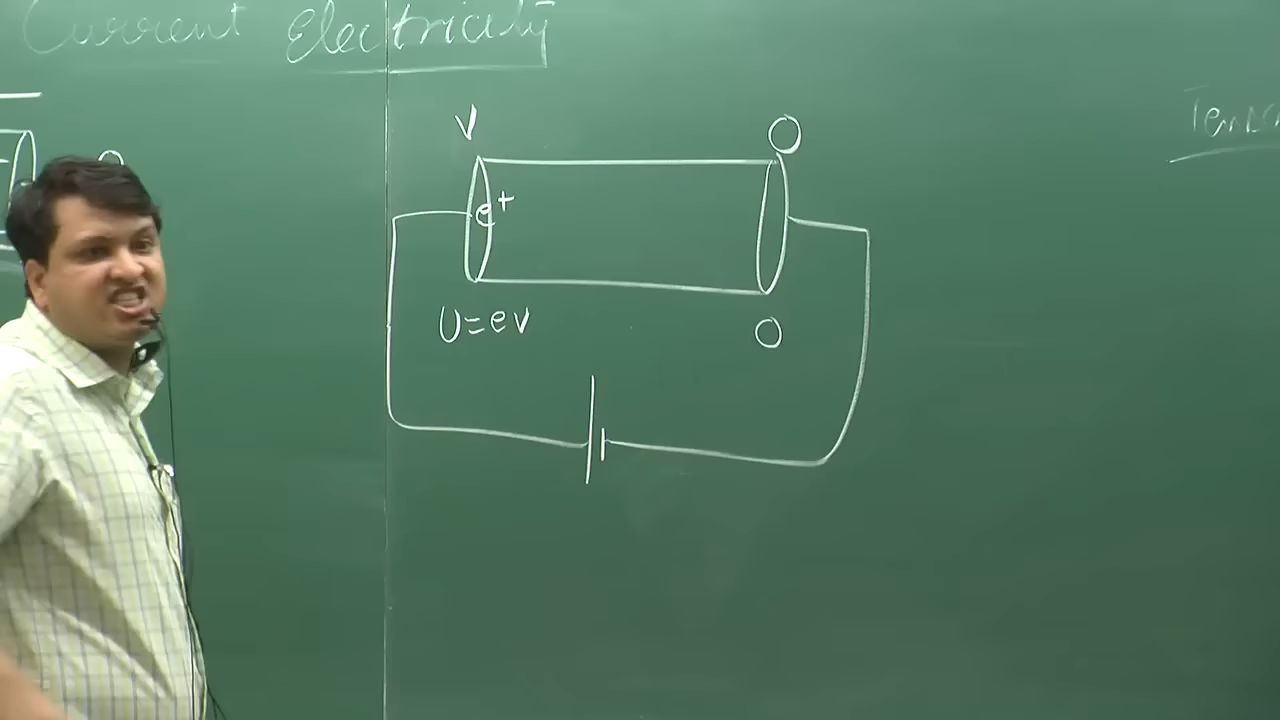 Current Electricity
V O
e+
U=eV O